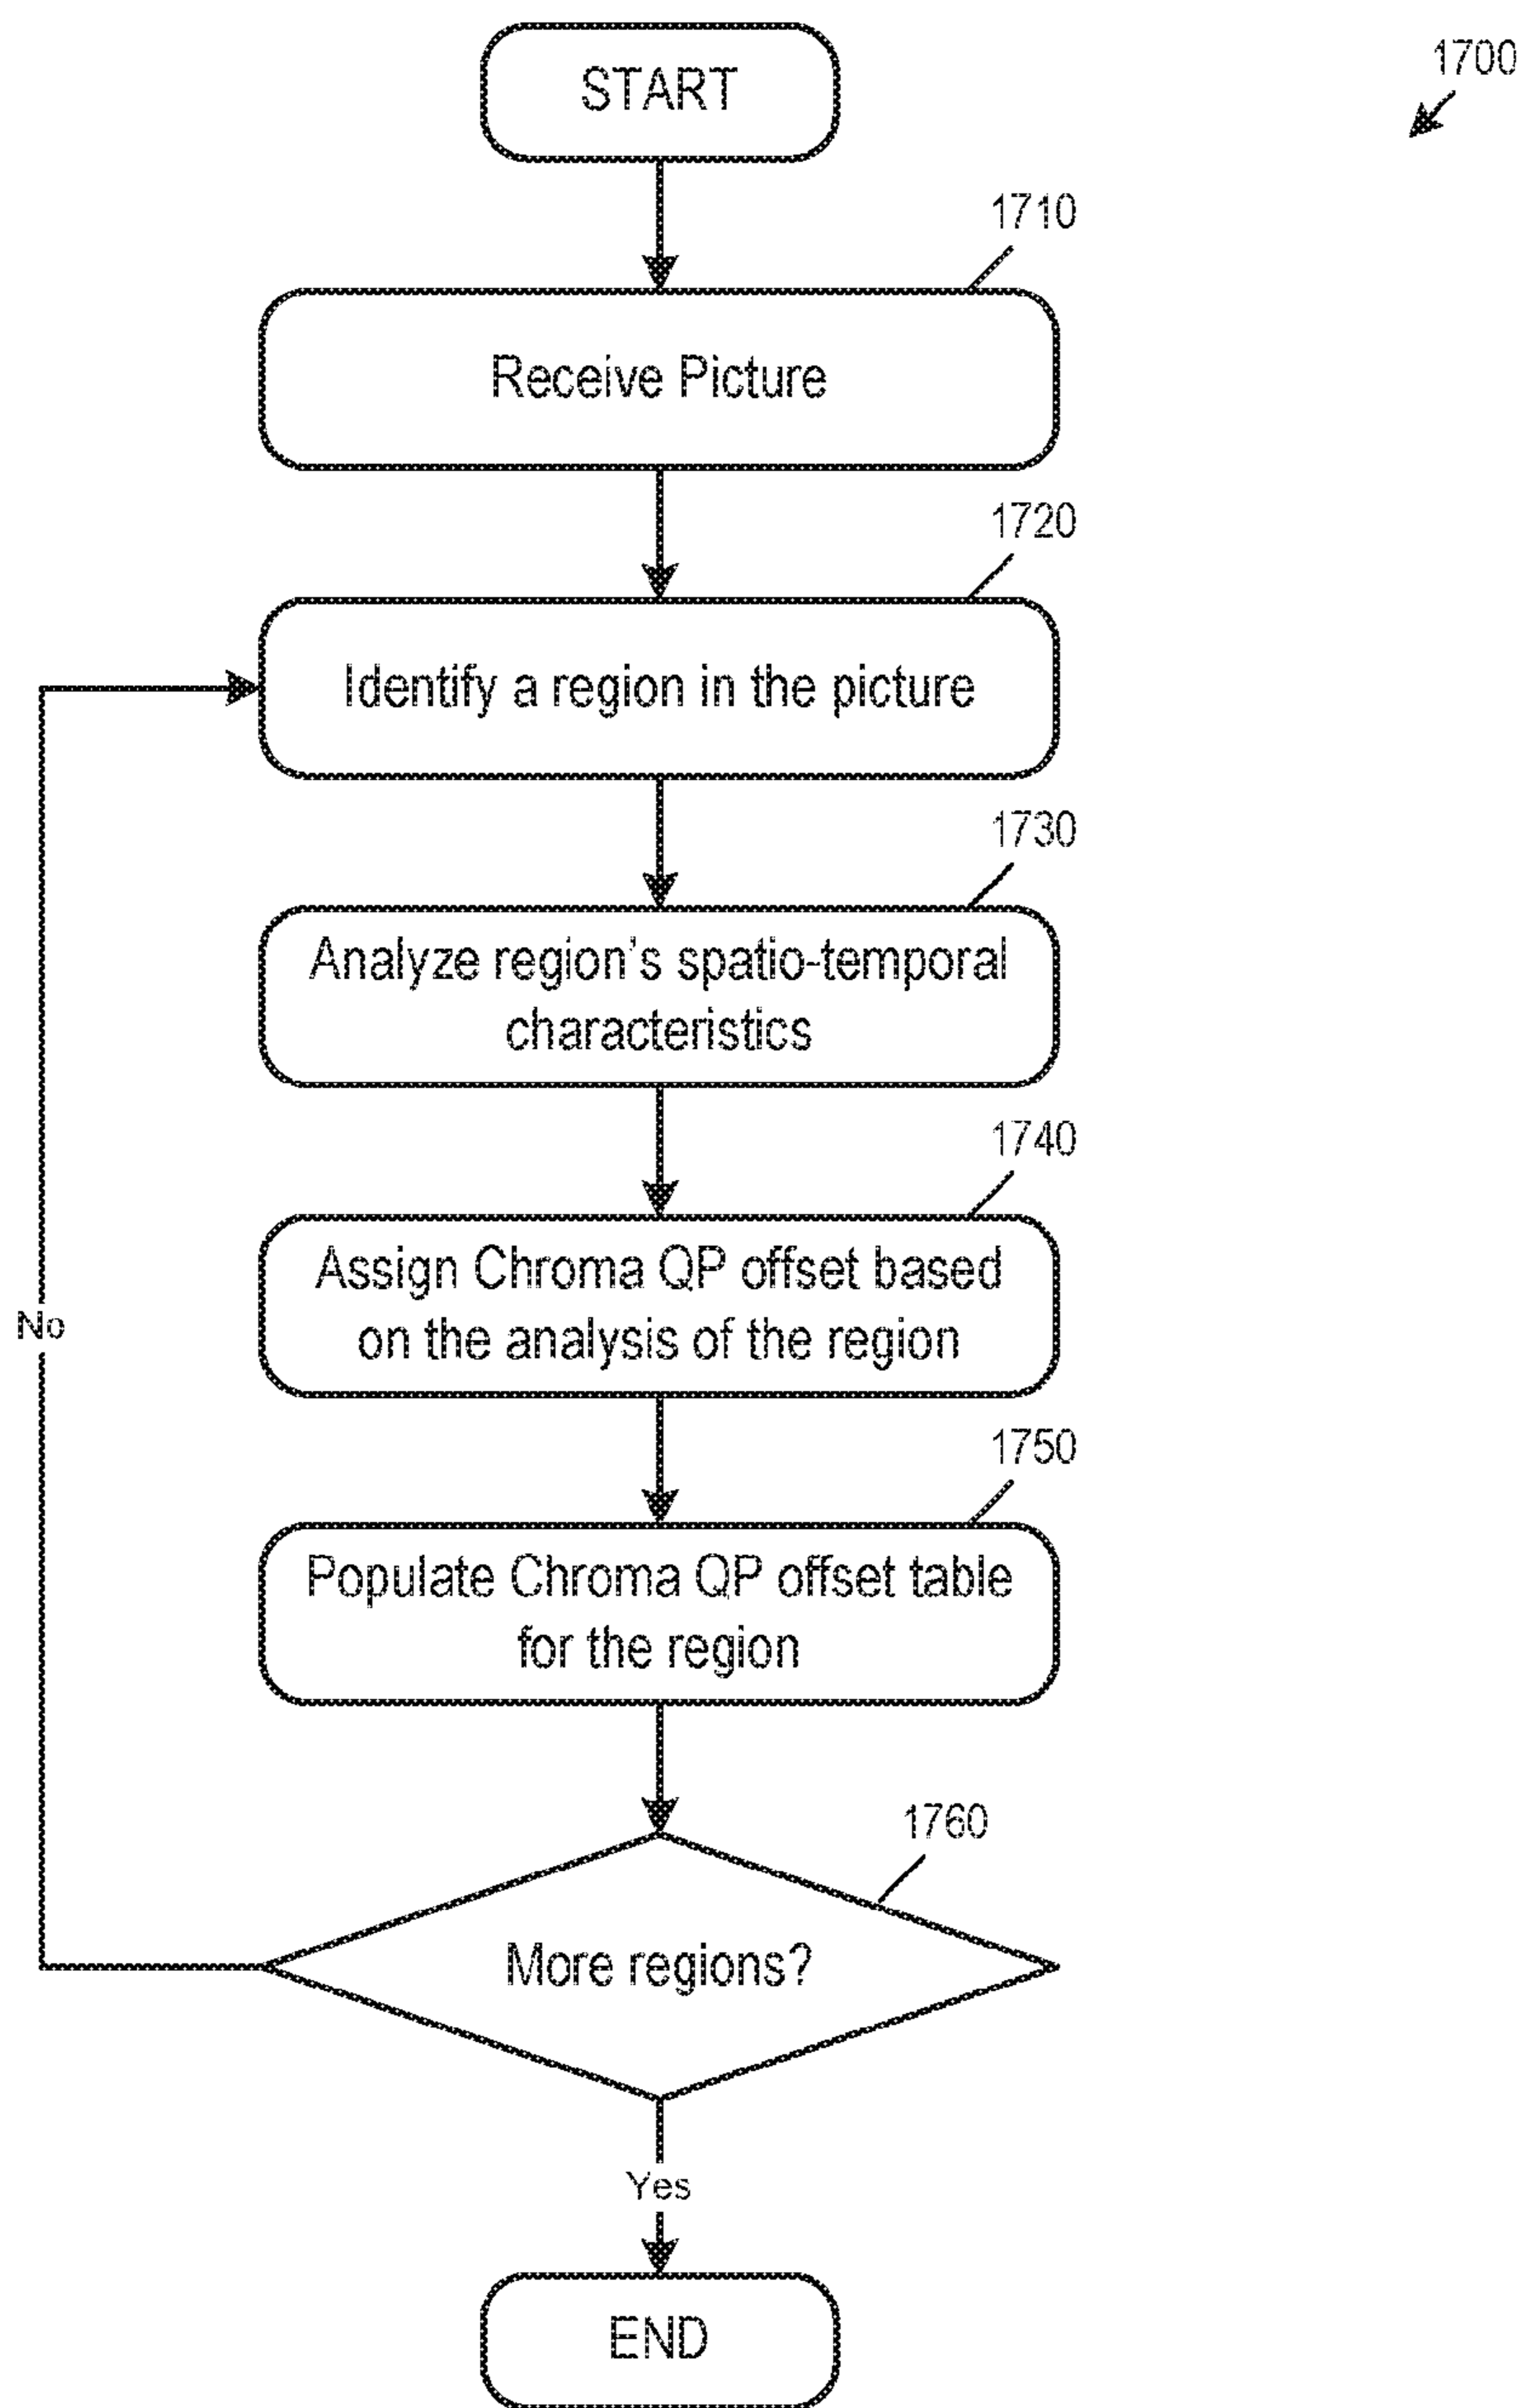 START
1700
1710
Receive Picture
1720
Identify a region in the picture
1730
Analyze region's spatio-temporal
characteristics
1740
Assign Chroma QP offset based
on the analysis of the region
No
1750
Populate Chroma QP offset table
for the region
1760
More regions?
Yes
END